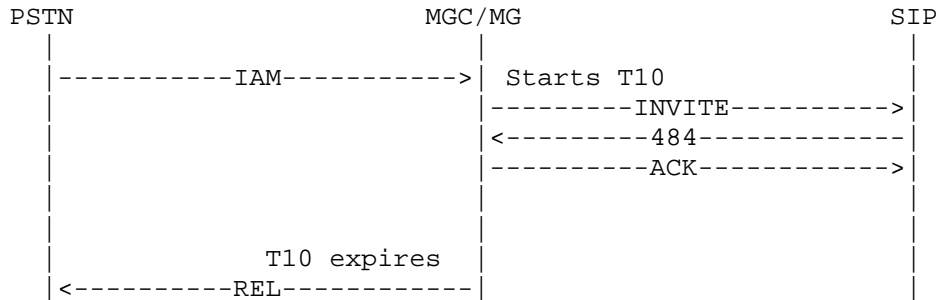 PSTN MGC/MG SIP
|-----------IAM----------->| Starts T10
|---------INVITE---------->|
|<---------484-------------|
|----------ACK------------>|
T10 expires
|<----------REL------------|